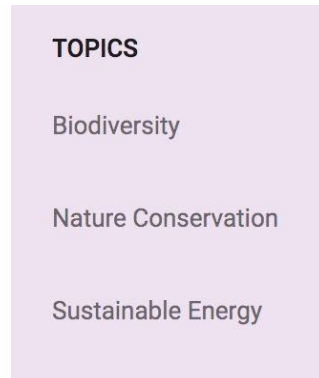 TOPICS
Biodiversity
Nature Conservation
Sustainable Energy